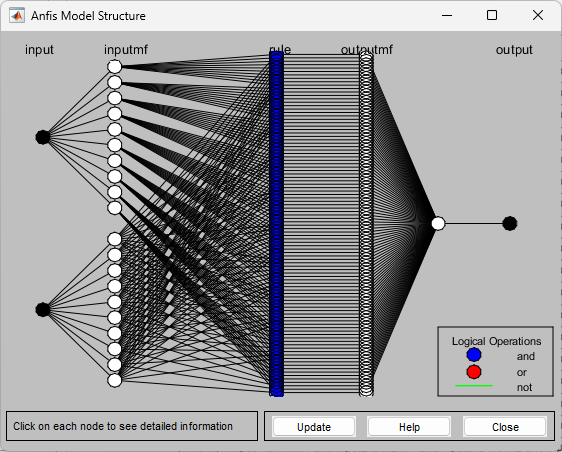 Anfis Model Structure
input inputmf rule outputmf output
Logical Operations
and
or
not
Click on each node to see detailed information
Update Help Close